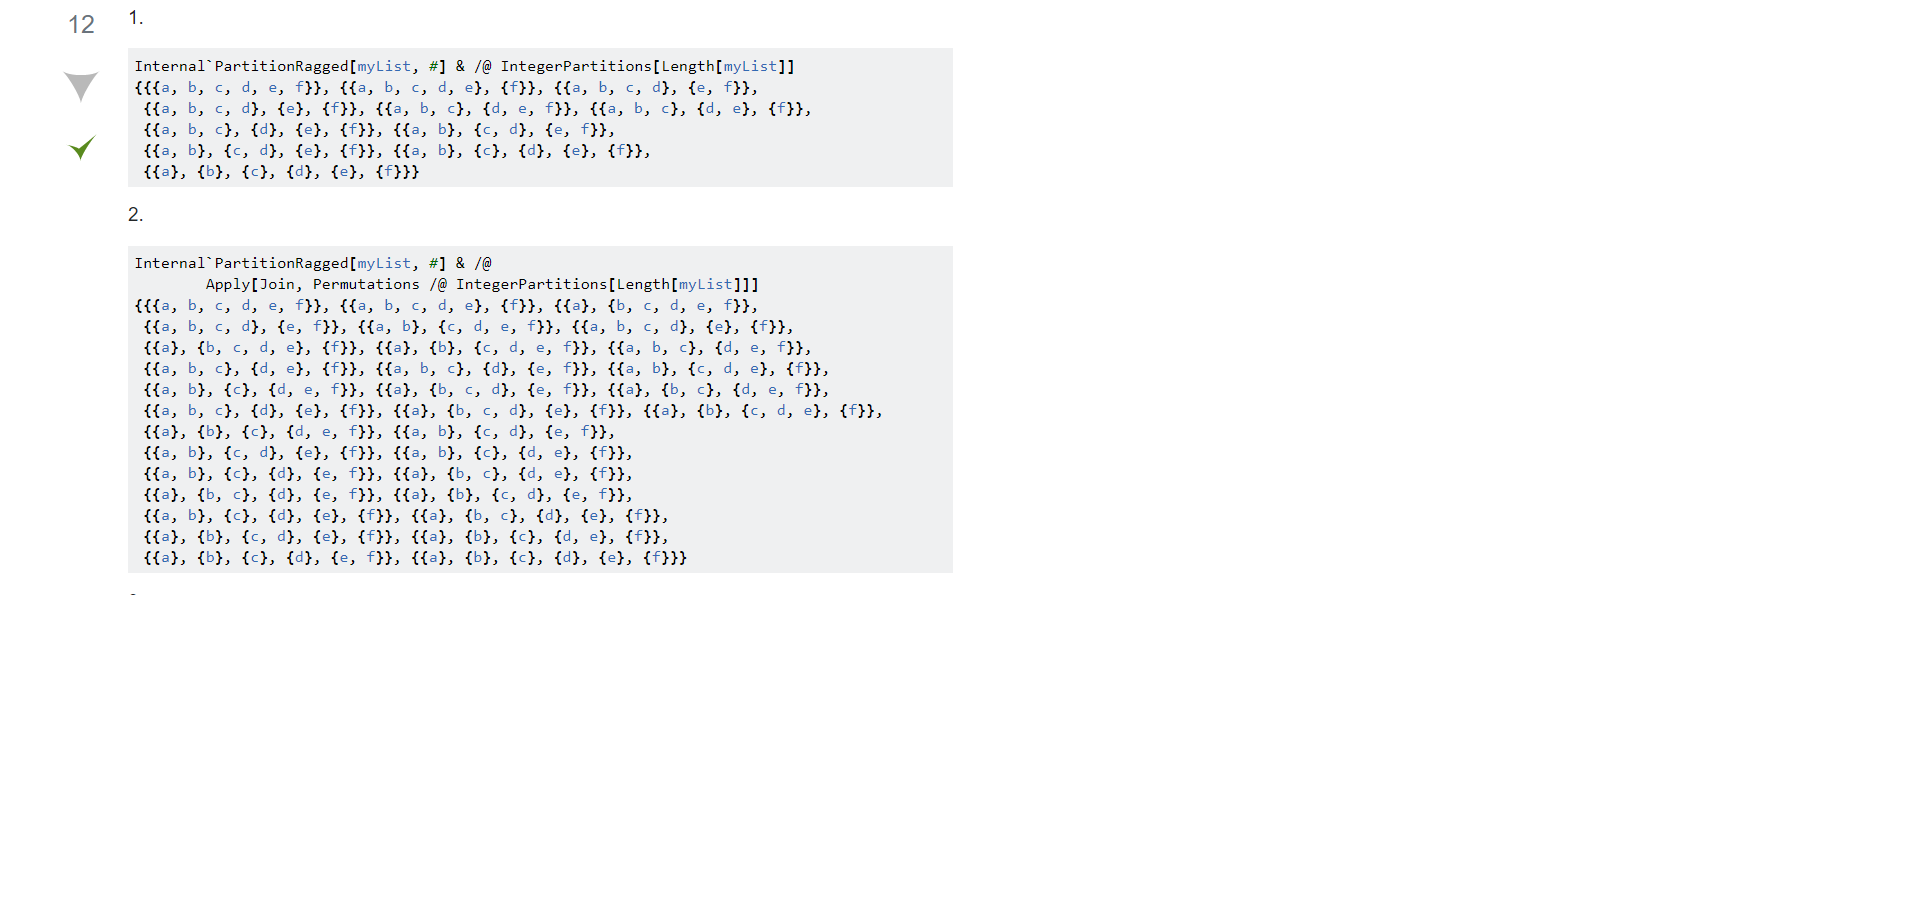 12
1.
Internal`PartitionRagged[myList, #] & /@ IntegerPartitions[Length[myList]]
{{{a, b, c, d, e, f}}, {{a, b, c, d, e}, {f}}, {{a, b, c, d}, {e, f}},
{{a, b, c, d}, {e}, {f}}, {{a, b, c}, {d, e, f}}, {{a, b, c}, {d, e}, {f}},
{{a, b, c}, {d}, {e}, {f}}, {{a, b}, {c, d}, {e, f}},
{{a, b}, {c, d}, {e}, {f}}, {{a, b}, {c}, {d}, {e}, {f}},
{{a}, {b}, {c}, {d}, {e}, {f}}}
2.
Internal`PartitionRagged[myList, #] & /@
Apply[Join, Permutations /@ IntegerPartitions[Length[myList]]]
{{{a, b, c, d, e, f}}, {{a, b, c, d, e}, {f}}, {{a}, {b, c, d, e, f}},
{{a, b, c, d}, {e, f}}, {{a, b}, {c, d, e, f}}, {{a, b, c, d}, {e}, {f}},
{{a}, {b, c, d, e}, {f}}, {{a}, {b}, {c, d, e, f}}, {{a, b, c}, {d, e, f}},
{{a, b, c}, {d, e}, {f}}, {{a, b, c}, {d}, {e, f}}, {{a, b}, {c, d, e}, {f}},
{{a, b}, {c}, {d, e, f}}, {{a}, {b, c, d}, {e, f}}, {{a}, {b, c}, {d, e, f}},
{{a, b, c}, {d}, {e}, {f}}, {{a}, {b, c, d}, {e}, {f}}, {{a}, {b}, {c, d, e}, {f}},
{{a}, {b}, {c}, {d, e, f}}, {{a, b}, {c, d}, {e, f}},
{{a, b}, {c, d}, {e}, {f}}, {{a, b}, {c}, {d, e}, {f}},
{{a, b}, {c}, {d}, {e, f}}, {{a}, {b, c}, {d, e}, {f}},
{{a}, {b, c}, {d}, {e, f}}, {{a}, {b}, {c, d}, {e, f}},
{{a, b}, {c}, {d}, {e}, {f}}, {{a}, {b, c}, {d}, {e}, {f}},
{{a}, {b}, {c, d}, {e}, {f}}, {{a}, {b}, {c}, {d, e}, {f}},
{{a}, {b}, {c}, {d}, {e, f}}, {{a}, {b}, {c}, {d}, {e}, {f}}}